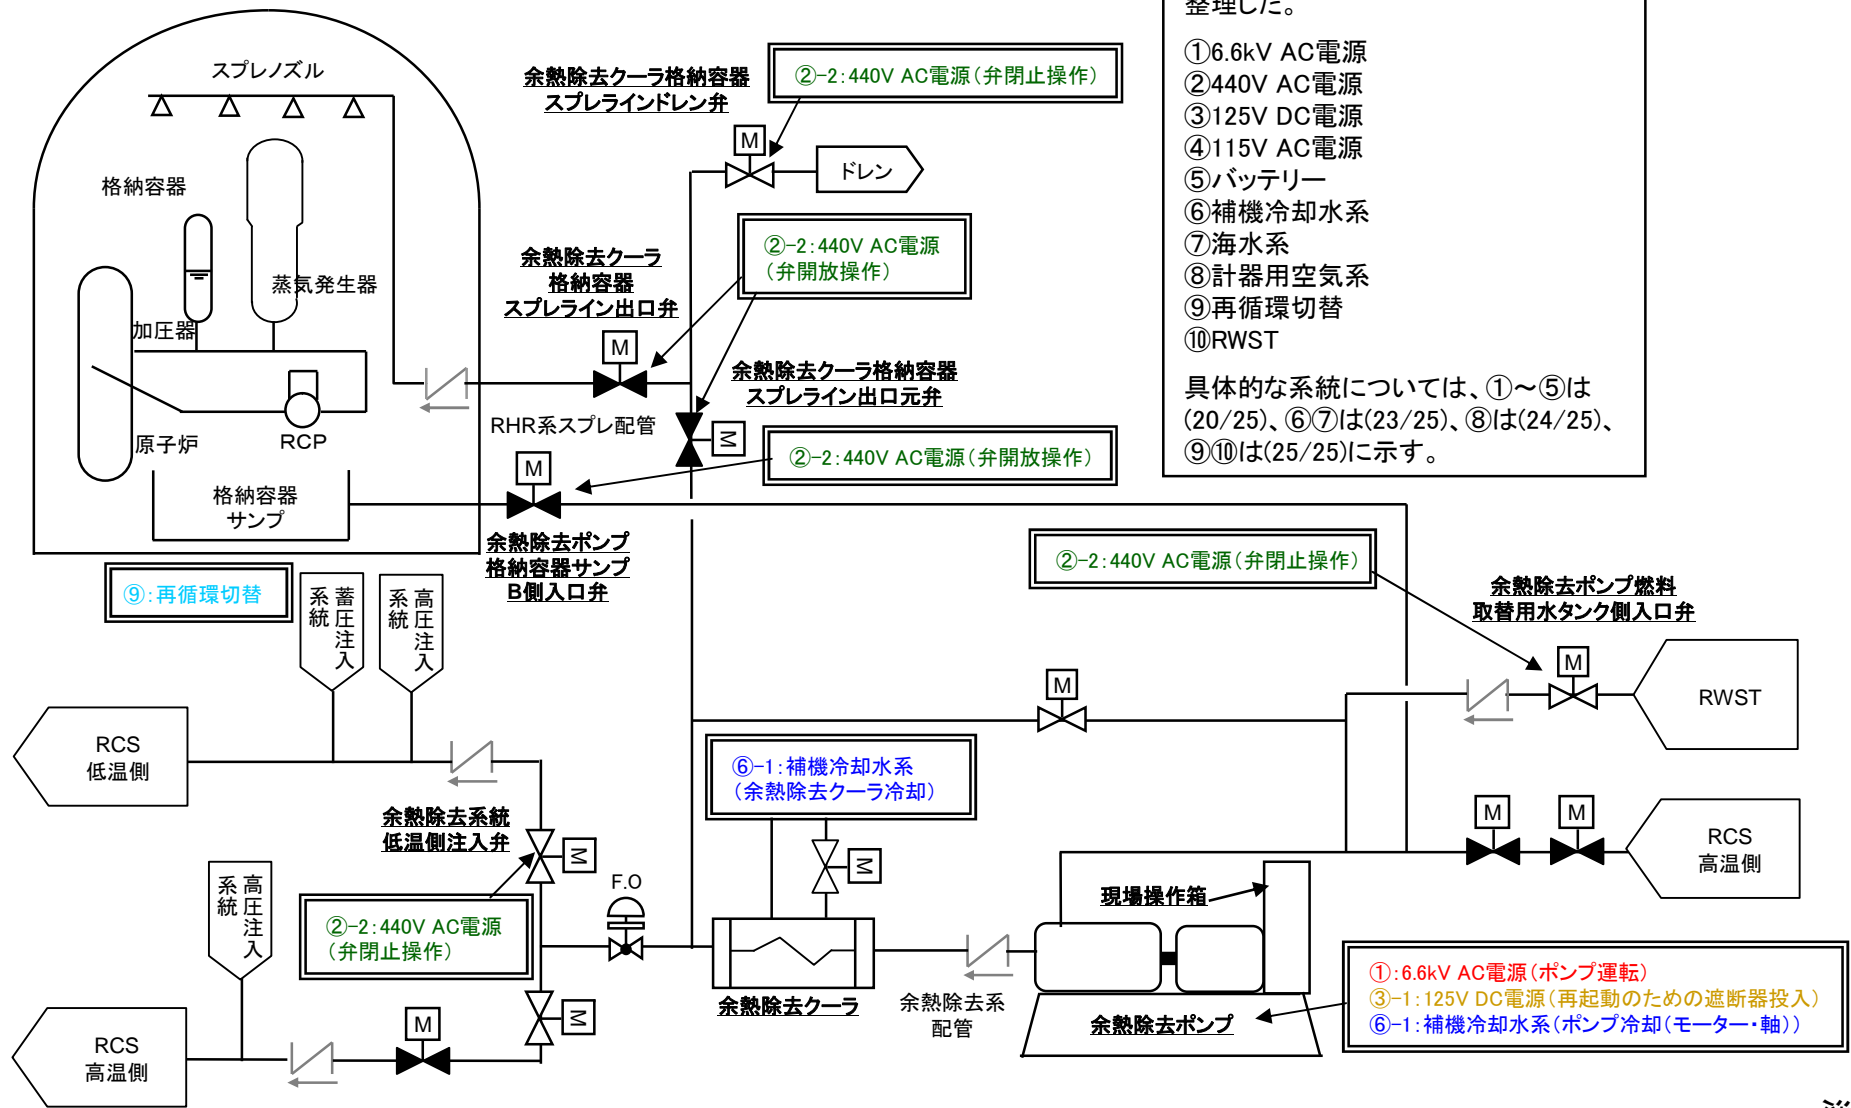 整理した。
①6.6kV AC電源
②440V AC電源
③125V DC電源
④115V AC電源
⑤バッテリー
⑥補機冷却水系
⑦海水系
⑧計器用空気系
⑨再循環切替
⑩RWST
具体的な系統については、①～⑤は
(20/25)、⑥⑦は(23/25)、⑧は(24/25)、
⑨⑩は(25/25)に示す。
スプレノズル
余熱除去クーラ格納容器
スプレラインドレン弁
②-2：440V AC電源（弁閉止操作）
M
ドレン
格納容器
蒸気発生器
加圧器
原子炉
RCP
格納容器
サンプ
余熱除去クーラ
格納容器
スプレライン出口弁
②-2：440V AC電源
（弁開放操作）
M
余熱除去クーラ格納容器
スプレライン出口元弁
M
RHR系スプレ配管
M
②-2：440V AC電源（弁開放操作）
余熱除去ポンプ
格納容器サンプ
B側入口弁
⑨：再循環切替
蓄圧注入
系統
高圧注入
系統
②-2：440V AC電源（弁閉止操作）
余熱除去ポンプ燃料
取替用水タンク側入口弁
M
RWST
M
RCS
低温側
⑥-1：補機冷却水系
（余熱除去クーラ冷却）
余熱除去系統
低温側注入弁
M
M
M
M
RCS
高温側
高圧注入
系統
②-2：440V AC電源
（弁閉止操作）
F.O
現場操作箱
余熱除去クーラ
余熱除去系
配管
余熱除去ポンプ
①：6.6kV AC電源（ポンプ運転）
③-1：125V DC電源（再起動のための遮断器投入）
⑥-1：補機冷却水系（ポンプ冷却（モーター・軸））
M
M
RCS
高温側